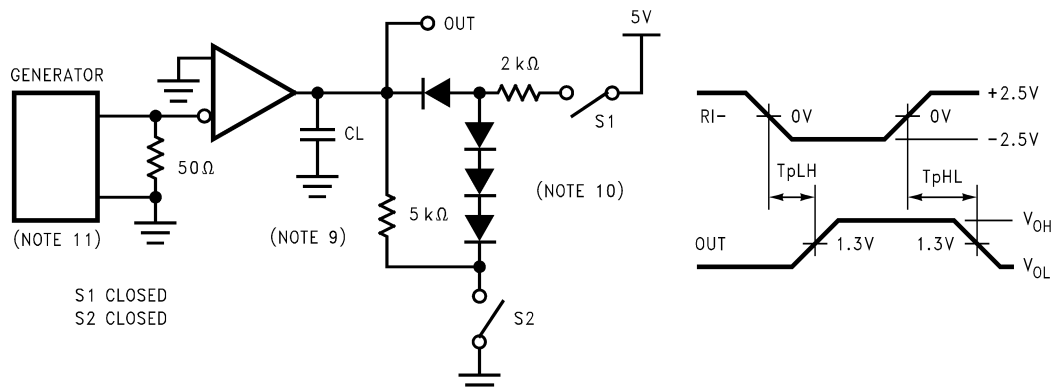 OUT
5V
2 kΩ
GENERATOR
S1
CL
50Ω
(NOTE 10)
5 kΩ
(NOTE 11)
(NOTE 9)
S1 CLOSED
S2 CLOSED
S2
+2.5V
RI-
0V
0V
-2.5V
TpLH
TpHL
VOH
OUT
1.3V
1.3V
VOL